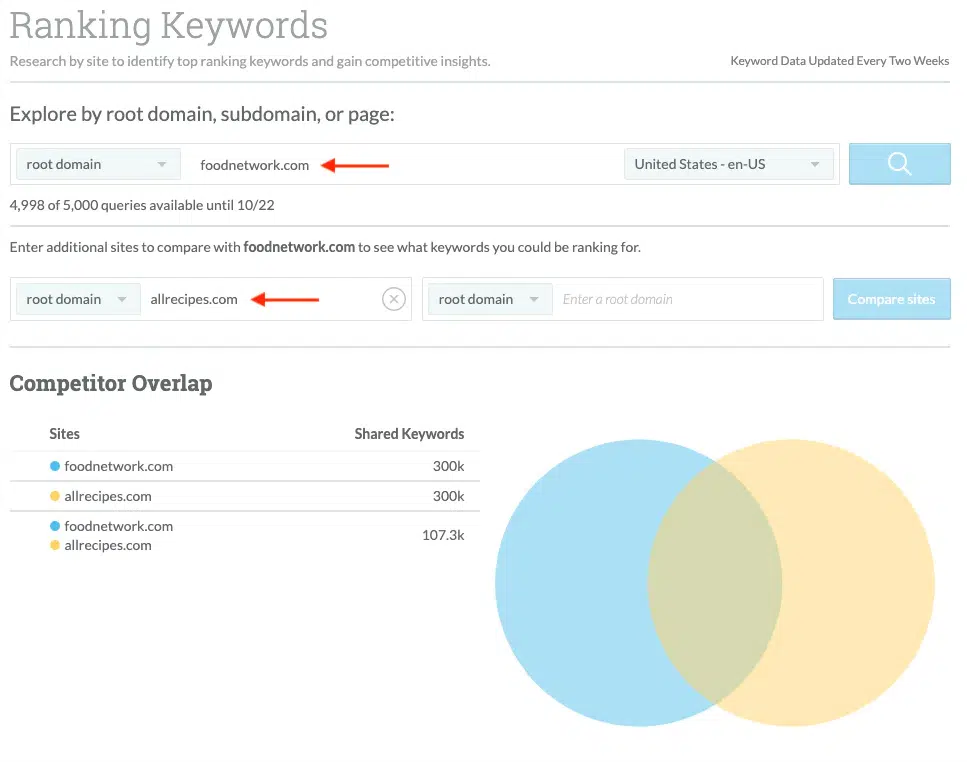 Ranking Keywords
Research by site to identify top ranking keywords and gain competitive insights.
Keyword Data Updated Every Two Weeks
Explore by root domain, subdomain, or page:
root domain foodnetwork.com United States - en-US
4,998 of 5,000 queries available until 10/22
Enter additional sites to compare with foodnetwork.com to see what keywords you could be ranking for.
root domain allrecipes.com root domain Enter a root domain Compare sites
Competitor Overlap
Sites Shared Keywords
foodnetwork.com 300k
allrecipes.com 300k
foodnetwork.com
allrecipes.com
107.3k